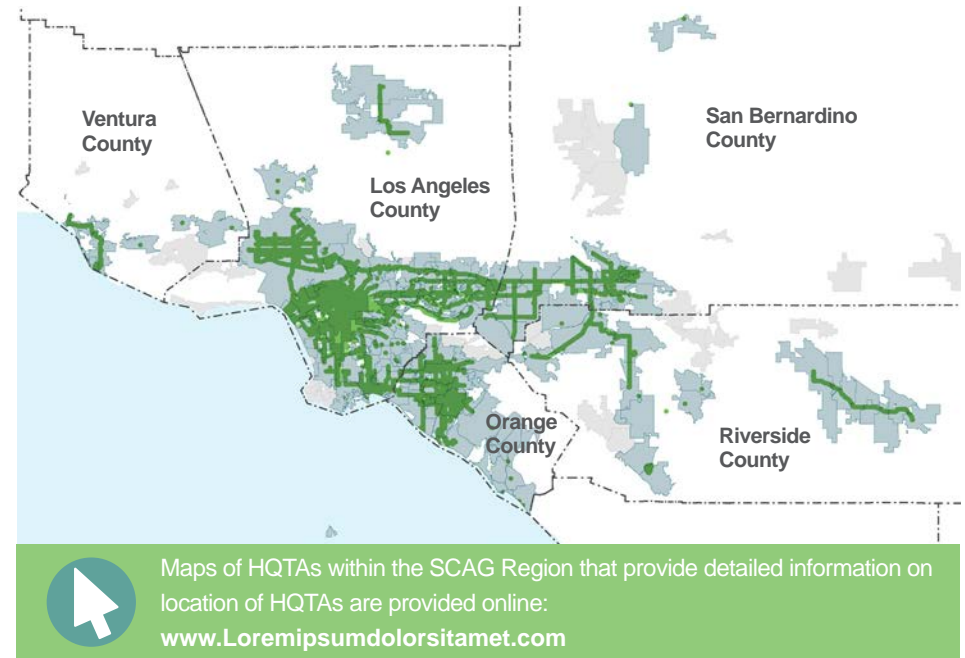 Ventura
County
San Bernardino
County
Los Angeles
County
Orange
County
Riverside
County
Maps of HQTAs within the SCAG Region that provide detailed information on
location of HQTAs are provided online:
www.Loremipsumdolorsitamet.com